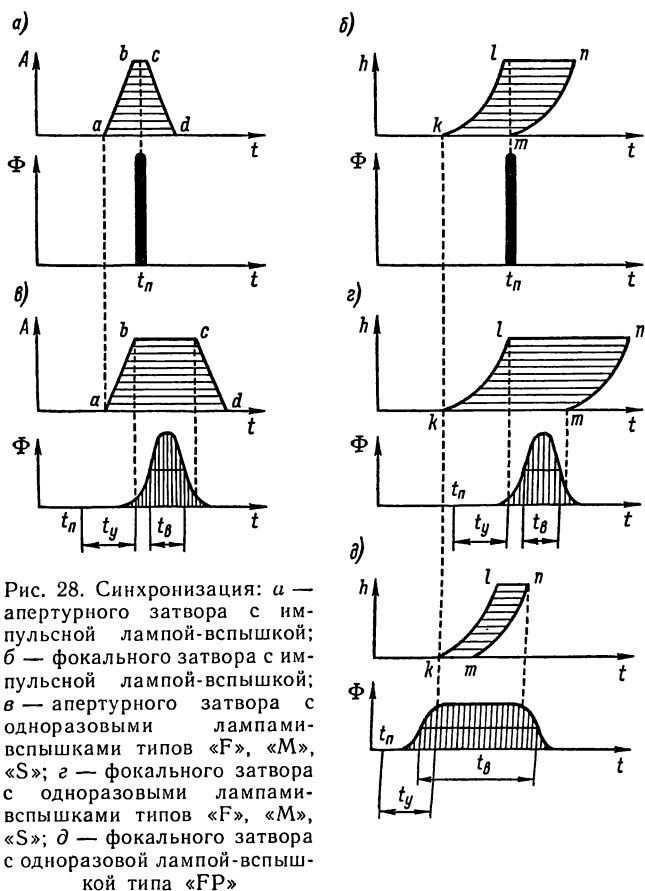 а)
A
b
c
a
d
t
Ф
tп
t
б)
h
l
n
k
m
t
Ф
tп
t
в)
A
b
c
a
d
t
Ф
tп
tу
tв
t
г)
h
l
n
k
m
t
Ф
tп
tу
tв
t
д)
h
l
n
k
m
t
Ф
tп
tу
tв
t
Рис. 28. Синхронизация: а —
апертурного затвора с им-
пульсной лампой-вспышкой;
б — фокального затвора с им-
пульсной лампой-вспышкой;
в — апертурного затвора с
одноразовыми лампами-
вспышками типов «F», «M»,
«S»; г — фокального затвора
с одноразовыми лампами-
вспышками типов «F», «M»,
«S»; д — фокального затвора
с одноразовой лампой-вспыш-
кой типа «FP»